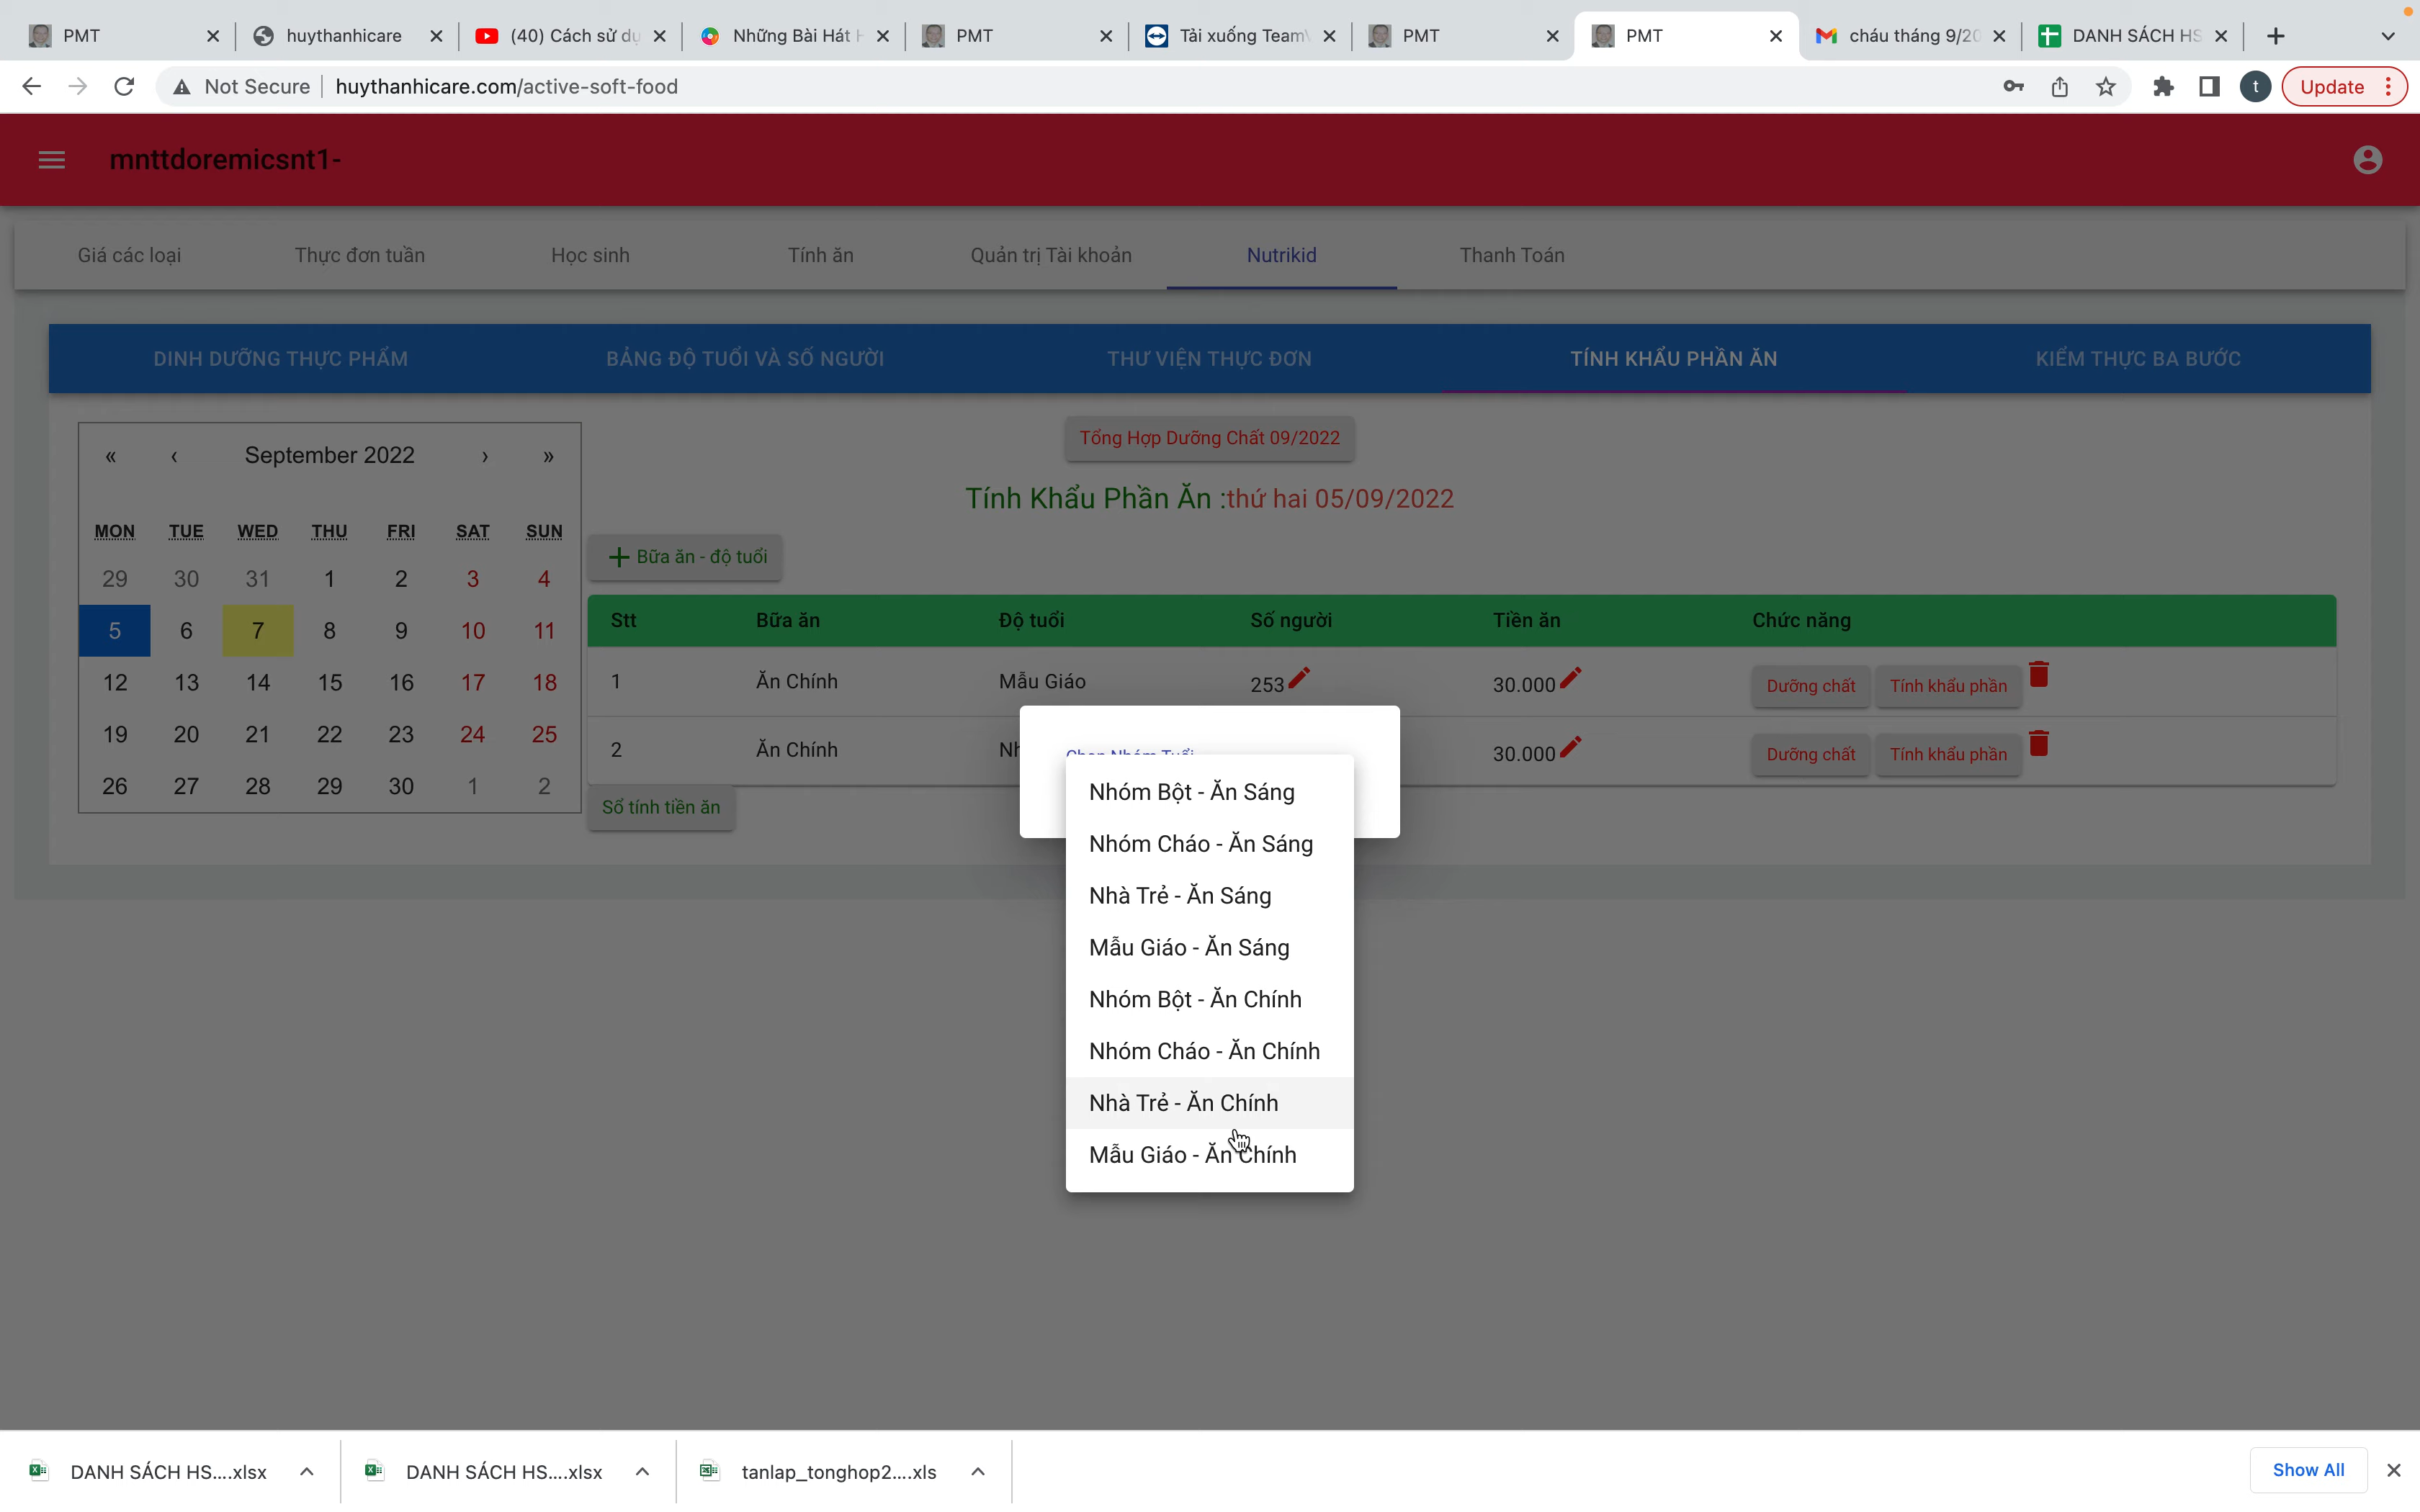 PMT
huythanhicare
(40) Cách sử dụ
Những Bài Hát H
PMT
Tải xuống TeamV
PMT
PMT
cháu tháng 9/20
DANH SÁCH HS
Not Secure
huythanhicare.com/active-soft-food
t
Update
mnttdoremicsnt1-
Giá các loại
Thực đơn tuần
Học sinh
Tính ăn
Quản trị Tài khoản
Nutrikid
Thanh Toán
DINH DƯỠNG THỰC PHẨM
BẢNG ĐỘ TUỔI VÀ SỐ NGƯỜI
THƯ VIỆN THỰC ĐƠN
TÍNH KHẨU PHẦN ĂN
KIỂM THỰC BA BƯỚC
« ‹ September 2022 › »
MON TUE WED THU FRI SAT SUN
29 30 31 1 2 3 4
5 6 7 8 9 10 11
12 13 14 15 16 17 18
19 20 21 22 23 24 25
26 27 28 29 30 1 2
Tổng Hợp Dưỡng Chất 09/2022
Tính Khẩu Phần Ăn :thứ hai 05/09/2022
Bữa ăn - độ tuổi
Stt Bữa ăn Độ tuổi Số người Tiền ăn Chức năng
1 Ăn Chính Mẫu Giáo 253 30.000 Dưỡng chất Tính khẩu phần
2 Ăn Chính Nh 30.000 Dưỡng chất Tính khẩu phần
Sổ tính tiền ăn
Chọn Nhóm Tuổi
Nhóm Bột - Ăn Sáng
Nhóm Cháo - Ăn Sáng
Nhà Trẻ - Ăn Sáng
Mẫu Giáo - Ăn Sáng
Nhóm Bột - Ăn Chính
Nhóm Cháo - Ăn Chính
Nhà Trẻ - Ăn Chính
Mẫu Giáo - Ăn Chính
DANH SÁCH HS....xlsx
DANH SÁCH HS....xlsx
tanlap_tonghop2....xls
Show All